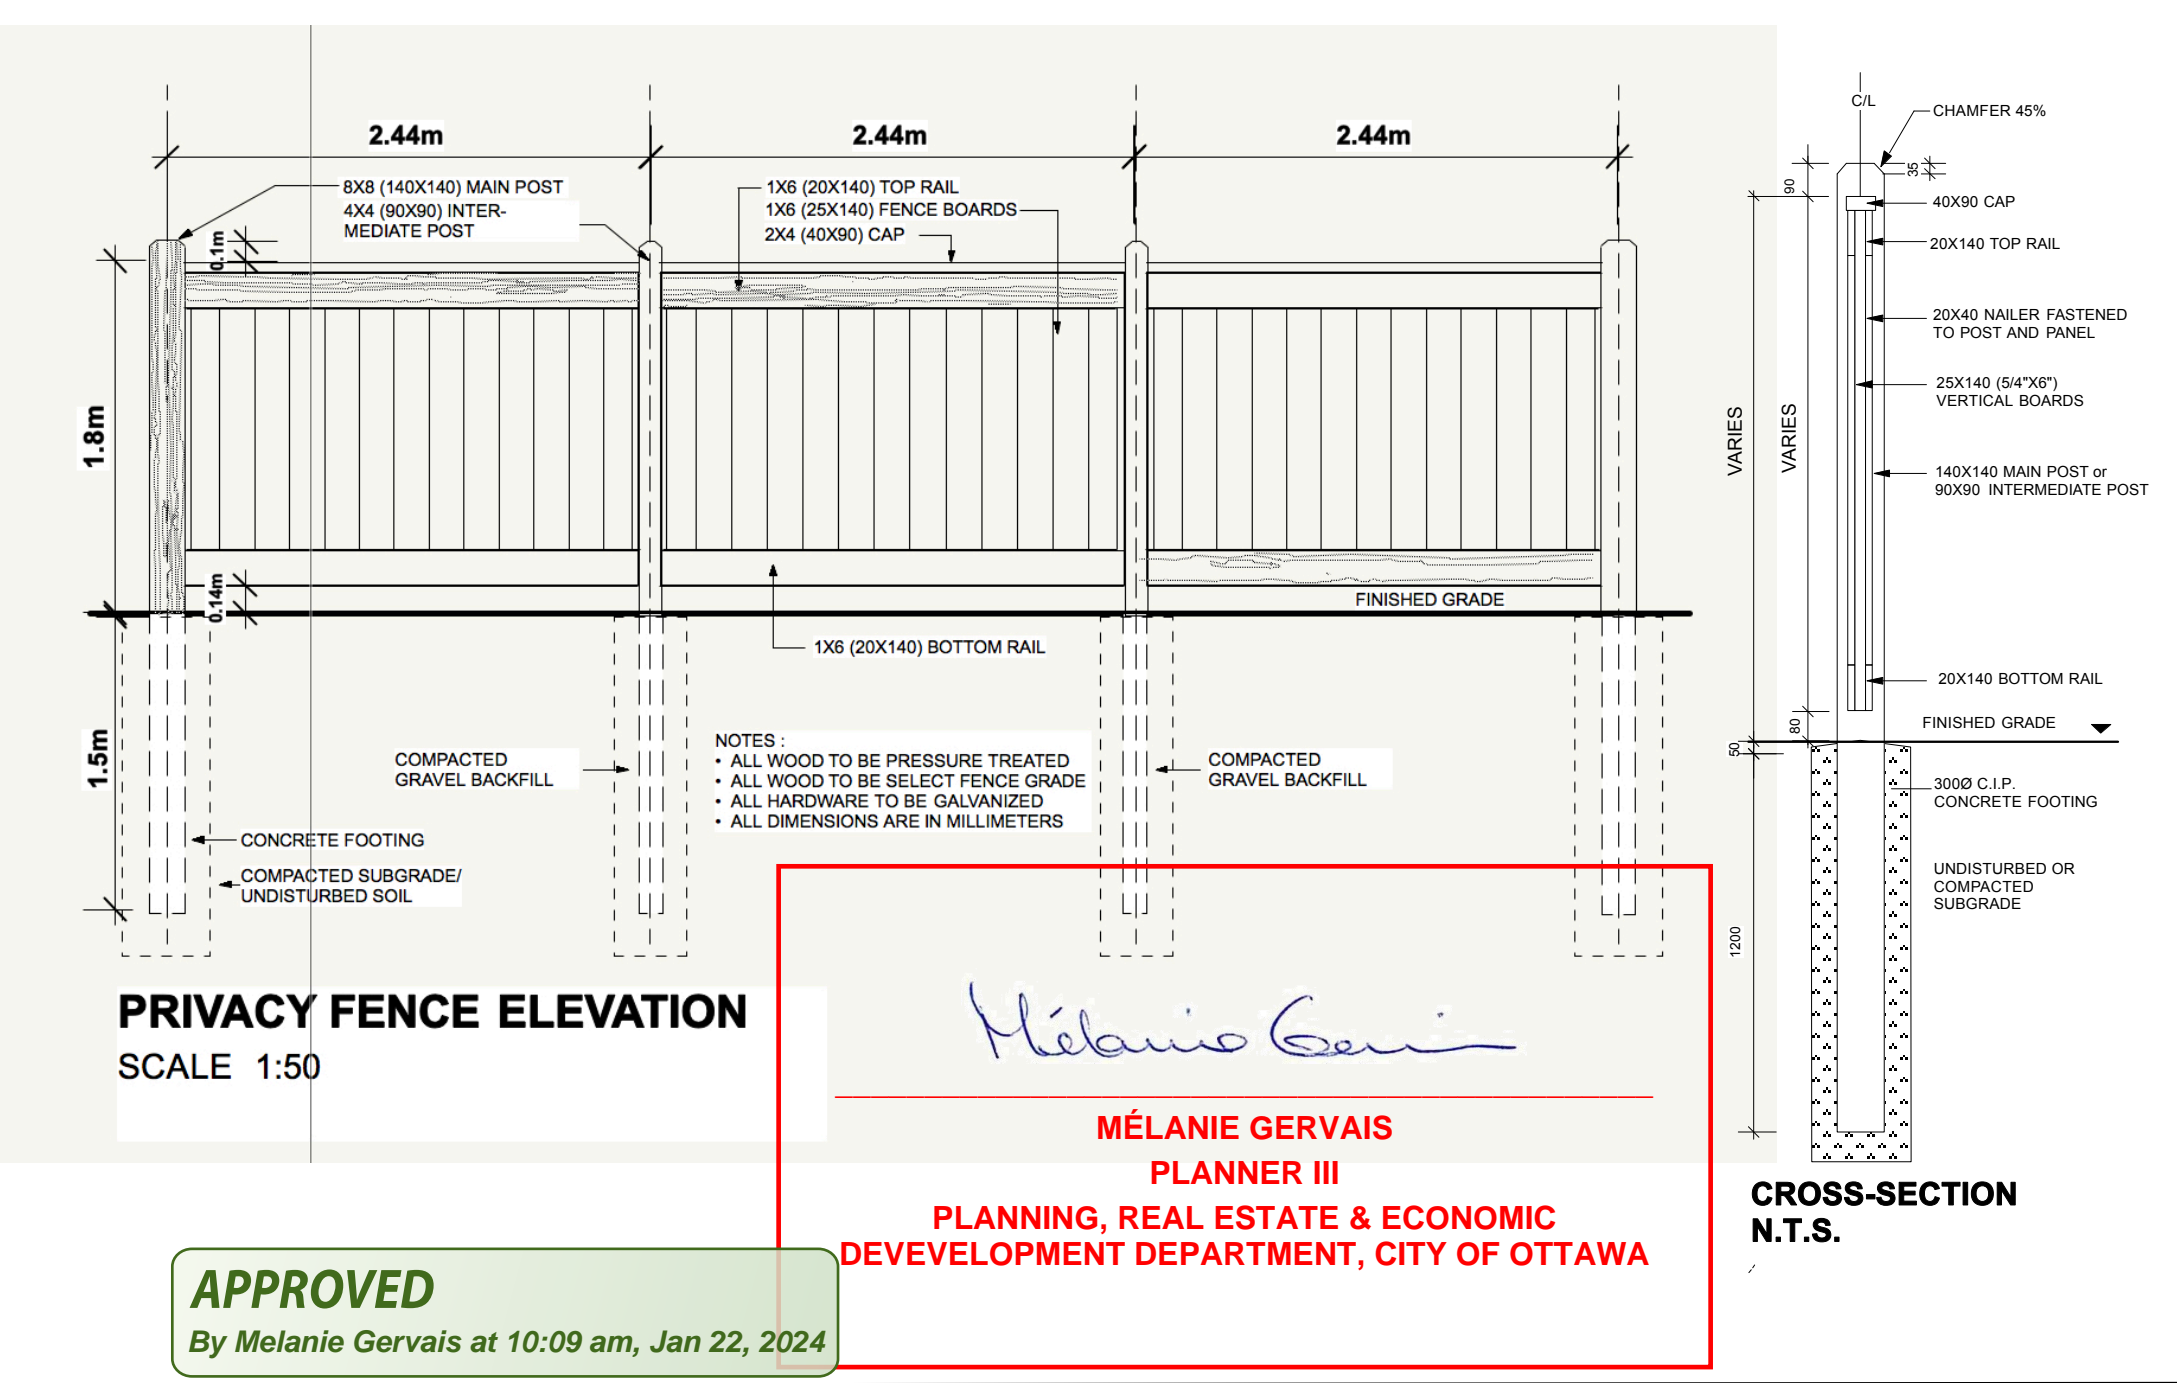 2.44m
2.44m
2.44m
8X8 (140X140) MAIN POST
4X4 (90X90) INTER-
MEDIATE POST
1X6 (20X140) TOP RAIL
1X6 (25X140) FENCE BOARDS
2X4 (40X90) CAP
0.1m
1.8m
0.14m
FINISHED GRADE
1X6 (20X140) BOTTOM RAIL
1.5m
COMPACTED
GRAVEL BACKFILL
NOTES :
• ALL WOOD TO BE PRESSURE TREATED
• ALL WOOD TO BE SELECT FENCE GRADE
• ALL HARDWARE TO BE GALVANIZED
• ALL DIMENSIONS ARE IN MILLIMETERS
COMPACTED
GRAVEL BACKFILL
CONCRETE FOOTING
COMPACTED SUBGRADE/
UNDISTURBED SOIL
PRIVACY FENCE ELEVATION
SCALE 1:50
C/L
CHAMFER 45%
35
90
40X90 CAP
20X140 TOP RAIL
20X40 NAILER FASTENED
TO POST AND PANEL
25X140 (5/4"X6")
VERTICAL BOARDS
VARIES
VARIES
140X140 MAIN POST or
90X90 INTERMEDIATE POST
20X140 BOTTOM RAIL
80
FINISHED GRADE
50
300Ø C.I.P.
CONCRETE FOOTING
UNDISTURBED OR
COMPACTED
SUBGRADE
1200
CROSS-SECTION
N.T.S.
Mélanie Gervais
MÉLANIE GERVAIS
PLANNER III
PLANNING, REAL ESTATE & ECONOMIC
DEVEVELOPMENT DEPARTMENT, CITY OF OTTAWA
APPROVED
By Melanie Gervais at 10:09 am, Jan 22, 2024